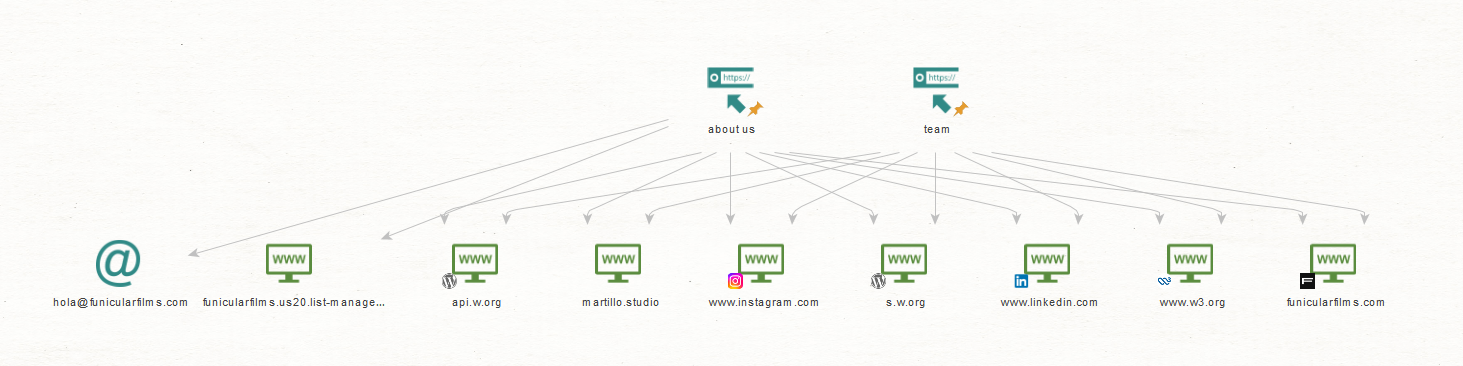 https://
https://
about us
team
@
www
www
www
www
www
www
www
www
hola@funicularfilms.com
funicularfilms.us20.list-manage...
api.w.org
martillo.studio
www.instagram.com
s.w.org
www.linkedin.com
www.w3.org
funicularfilms.com